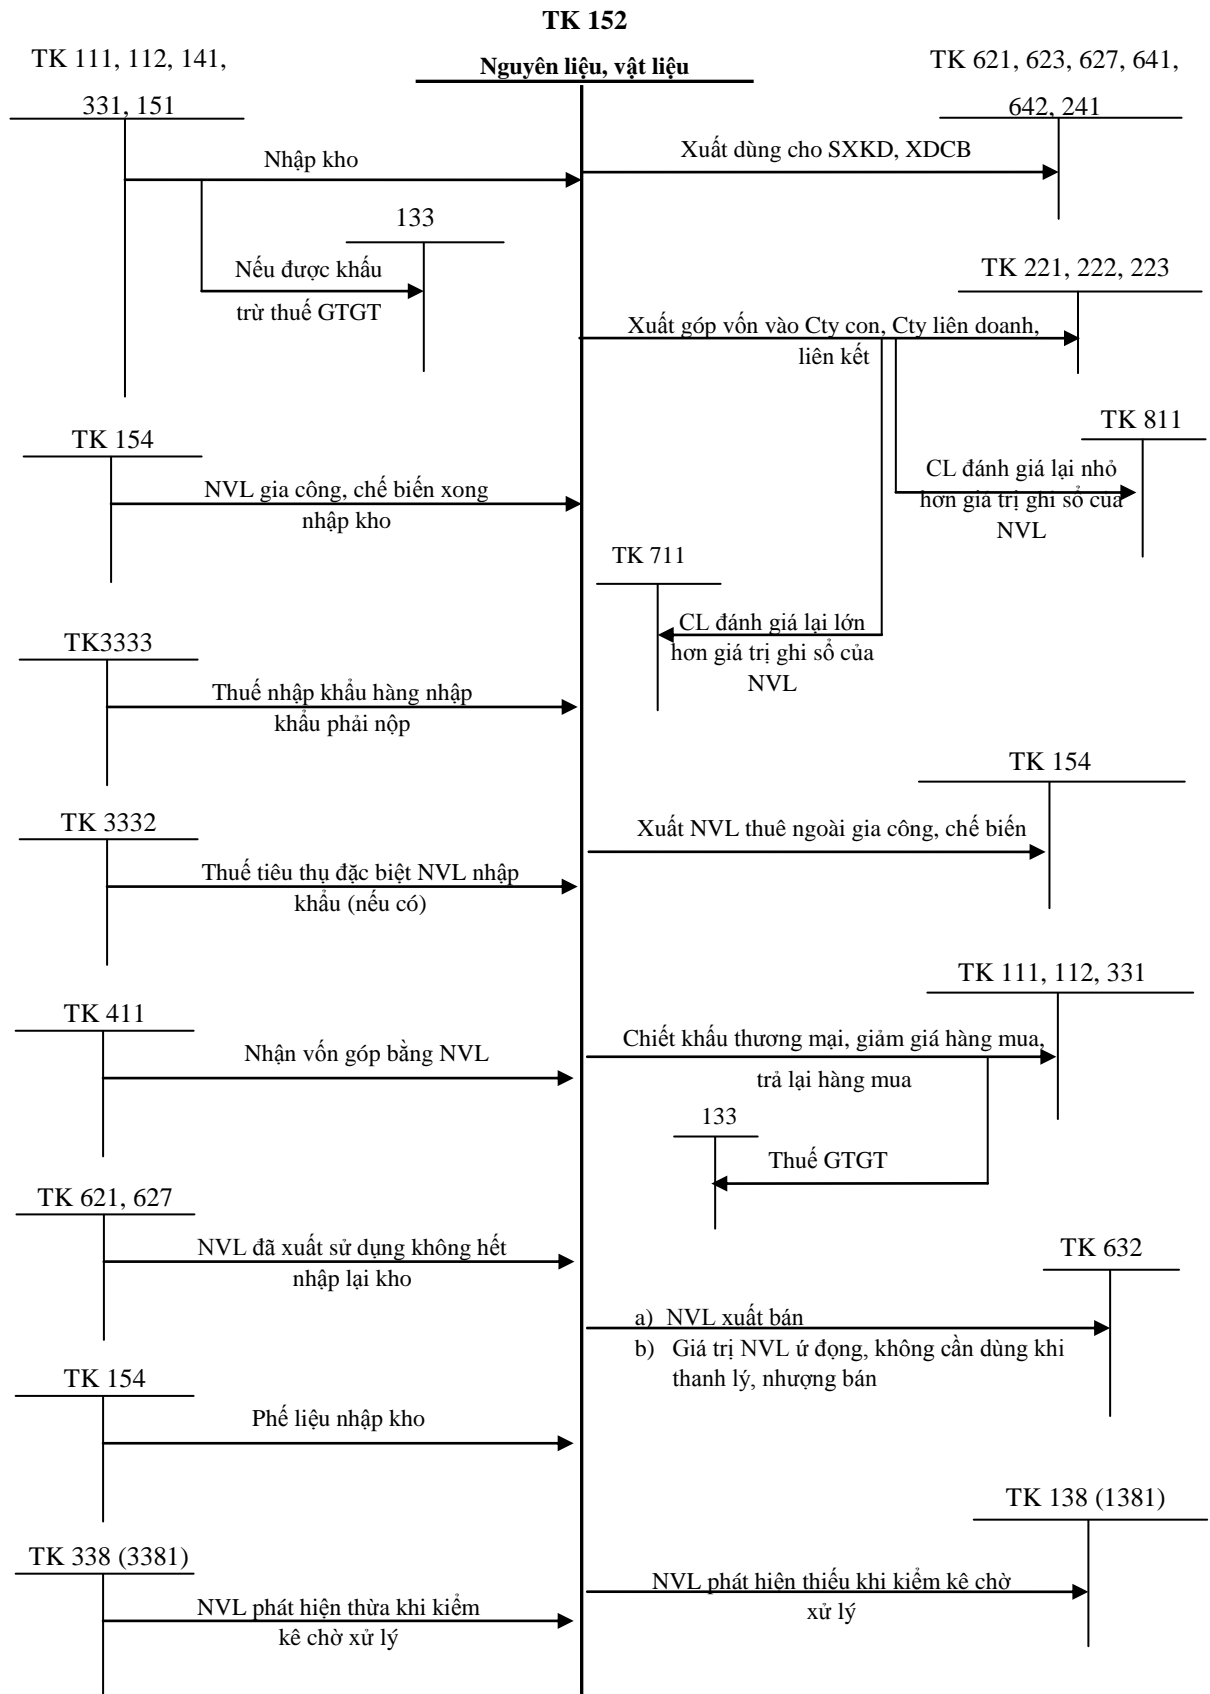 TK 152
TK 111, 112, 141,
331, 151
Nguyên liệu, vật liệu
TK 621, 623, 627, 641,
642, 241
Nhập kho
Xuất dùng cho SXKD, XDCB
133
Nếu được khấu
trừ thuế GTGT
TK 221, 222, 223
Xuất góp vốn vào Cty con, Cty liên doanh,
liên kết
TK 811
CL đánh giá lại nhỏ
hơn giá trị ghi sổ của
NVL
TK 154
NVL gia công, chế biến xong
nhập kho
TK 711
CL đánh giá lại lớn
hơn giá trị ghi sổ của
NVL
TK3333
Thuế nhập khẩu hàng nhập
khẩu phải nộp
TK 154
Xuất NVL thuê ngoài gia công, chế biến
TK 3332
Thuế tiêu thụ đặc biệt NVL nhập
khẩu (nếu có)
TK 111, 112, 331
Chiết khấu thương mại, giảm giá hàng mua,
trả lại hàng mua
TK 411
Nhận vốn góp bằng NVL
133
Thuế GTGT
TK 621, 627
NVL đã xuất sử dụng không hết
nhập lại kho
TK 632
a) NVL xuất bán
b) Giá trị NVL ứ đọng, không cần dùng khi
thanh lý, nhượng bán
TK 154
Phế liệu nhập kho
TK 138 (1381)
NVL phát hiện thiếu khi kiểm kê chờ
xử lý
TK 338 (3381)
NVL phát hiện thừa khi kiểm
kê chờ xử lý